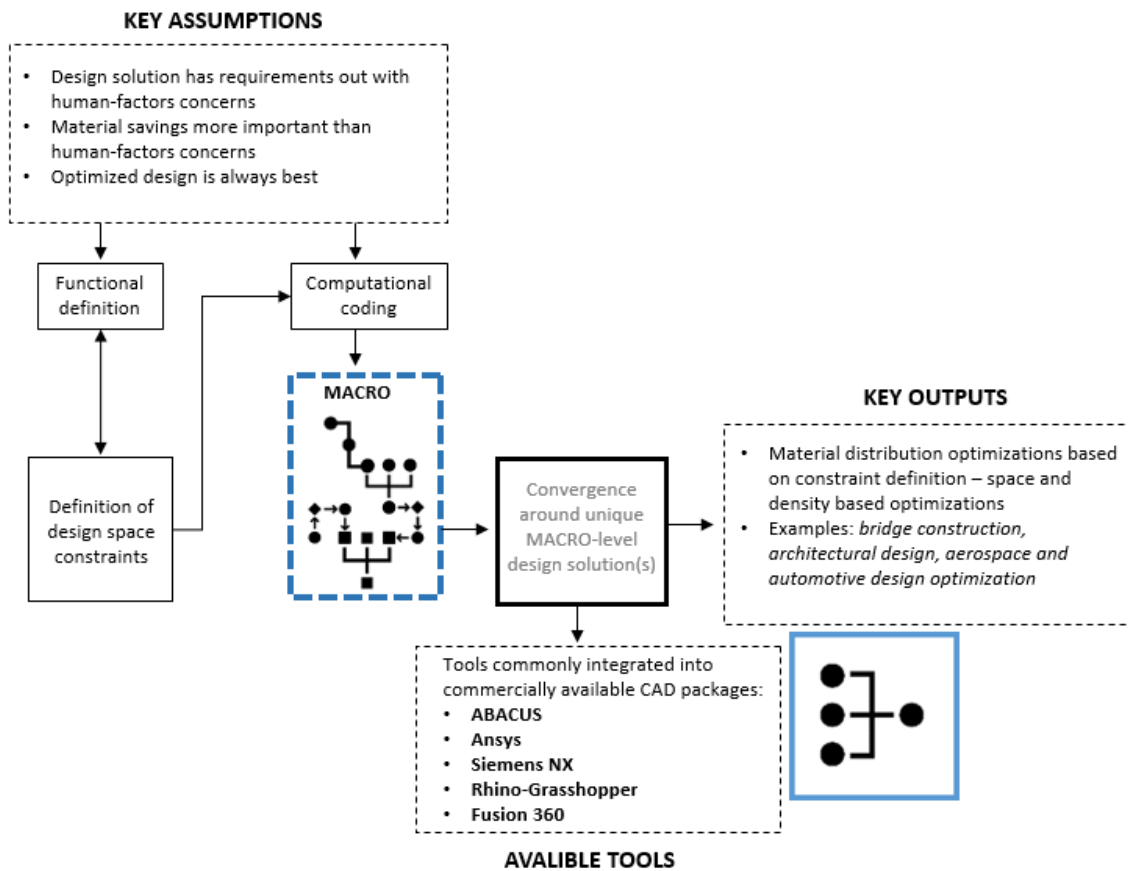 KEY ASSUMPTIONS
• Design solution has requirements out with
human-factors concerns
• Material savings more important than
human-factors concerns
• Optimized design is always best
Functional
definition
Computational
coding
MACRO
Definition of
design space
constraints
Convergence
around unique
MACRO-level
design solution(s)
KEY OUTPUTS
• Material distribution optimizations based
on constraint definition – space and
density based optimizations
• Examples: bridge construction,
architectural design, aerospace and
automotive design optimization
Tools commonly integrated into
commercially available CAD packages:
• ABACUS
• Ansys
• Siemens NX
• Rhino-Grasshopper
• Fusion 360
AVALIBLE TOOLS